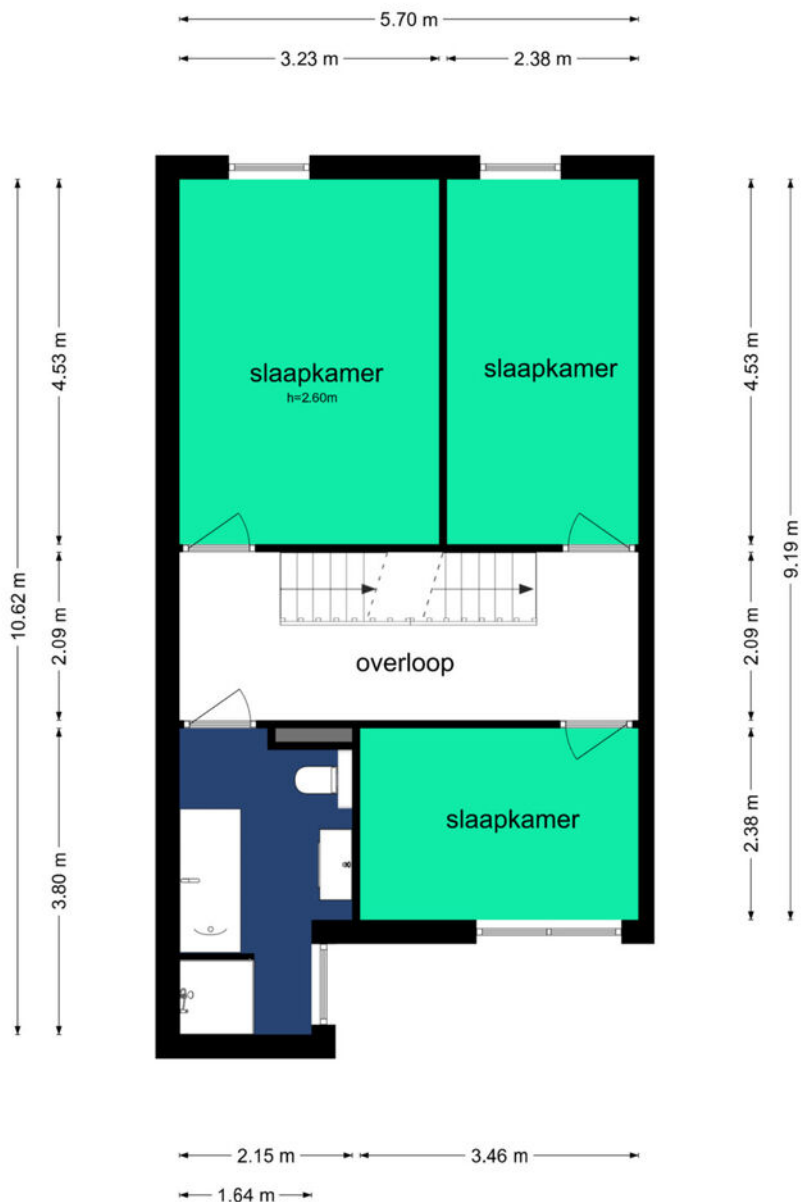 5.70 m
3.23 m
2.38 m
4.53 m
4.53 m
slaapkamer
h=2.60m
slaapkamer
10.62 m
9.19 m
2.09 m
2.09 m
overloop
3.80 m
2.38 m
slaapkamer
2.15 m
3.46 m
1.64 m